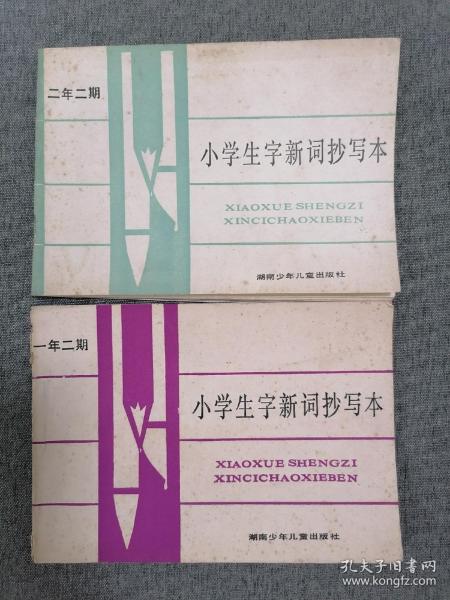 二年二期
小学生字新词抄写本
XIAOXUE SHENGZI
XINCICHAOXIEBEN
湖南少年儿童出版社
一年二期
小学生字新词抄写本
XIAOXUE SHENGZI
XINCICHAOXIEBEN
湖南少年儿童出版社
孔夫子旧书网
www.kongfz.com